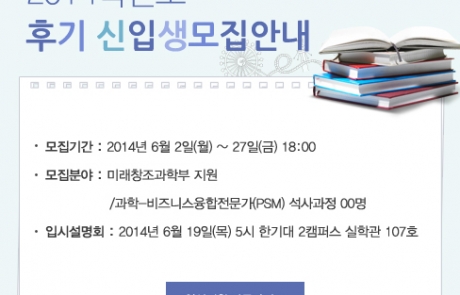 후기 신입생모집안내
· 모집기간 : 2014년 6월 2일(월) ~ 27일(금) 18:00
· 모집분야 : 미래창조과학부 지원
/과학-비즈니스융합전문가(PSM) 석사과정 00명
· 입시설명회 : 2014년 6월 19일(목) 5시 한기대 2캠퍼스 실학관 107호